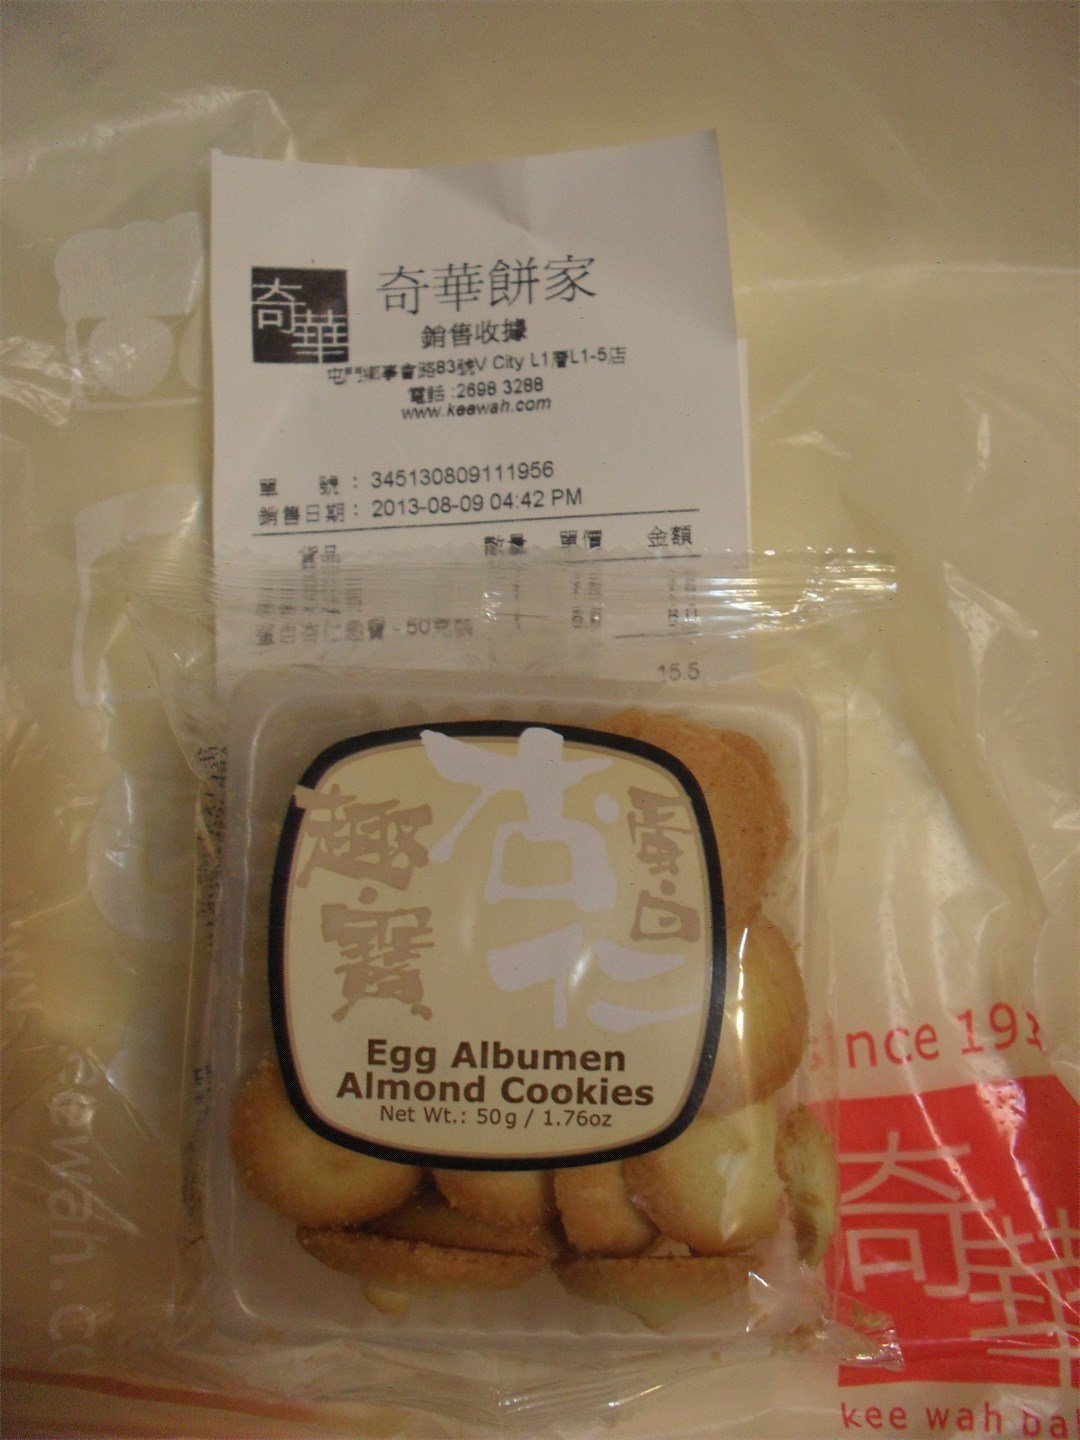 奇華
奇華餅家
銷售收據
屯門鄉事會路83號V City L1層L1-5店
電話 :2698 3288
www.keewah.com
單 號 : 345130809111956
銷售日期 : 2013-08-09 04:42 PM
貨品 數量 單價 金額
蛋白杏仁趣寶 - 50克裝
15.5
蛋白
杏仁
趣寶
Egg Albumen
Almond Cookies
Net Wt.: 50g / 1.76oz
since 193
奇華
kee wah ba